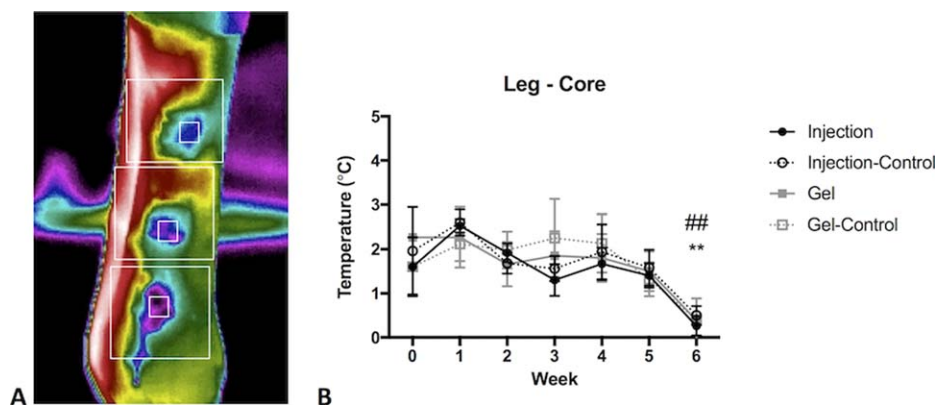 Leg - Core
5
4
3
2
1
0
Temperature (°C)
0 1 2 3 4 5 6
Week
##
**
Injection
Injection-Control
Gel
Gel-Control
A
B